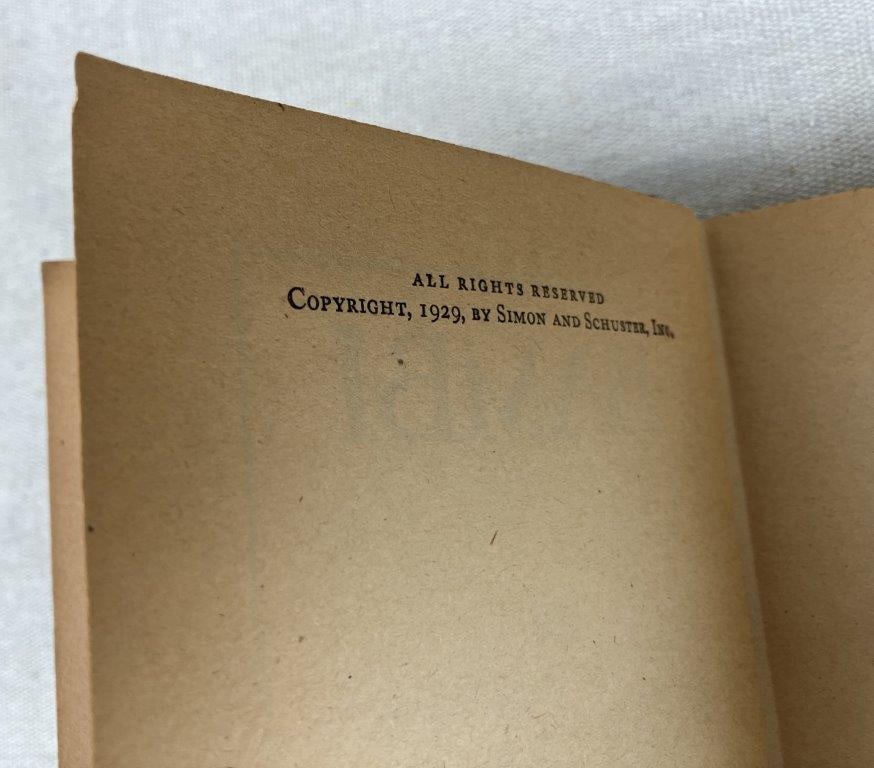 ALL RIGHTS RESERVED
COPYRIGHT, 1929, BY SIMON AND SCHUSTER, INC.